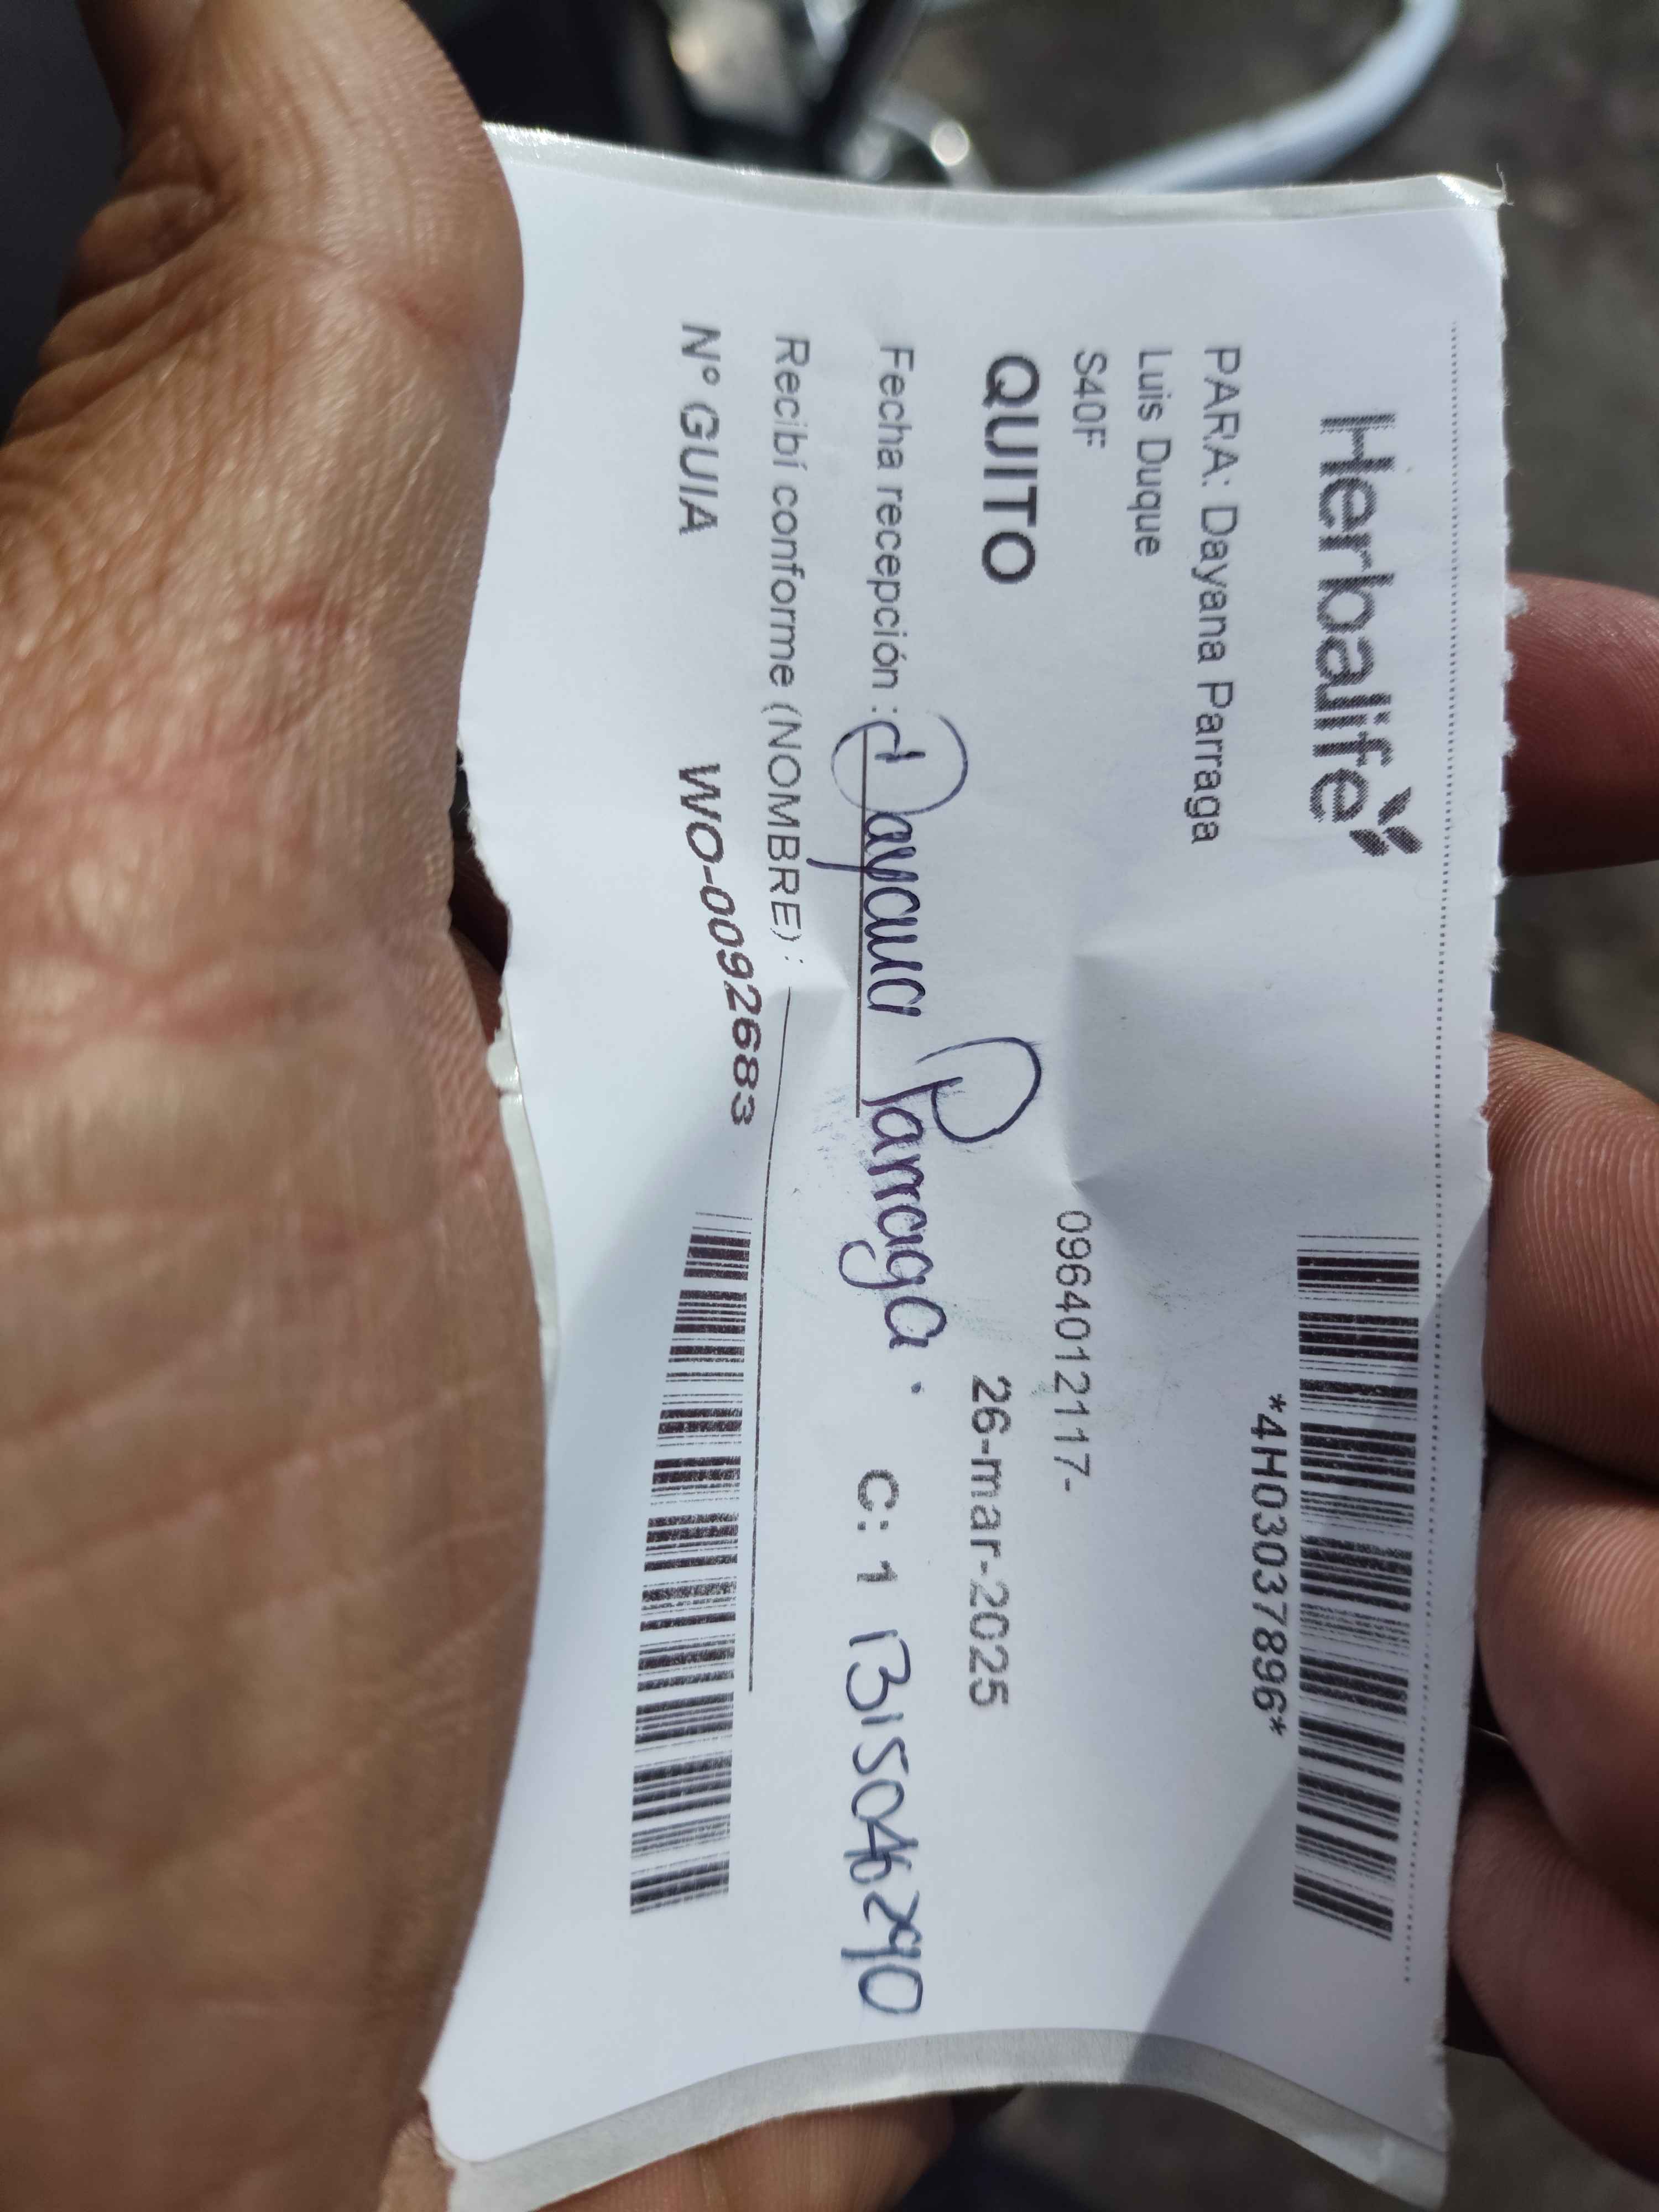 Herbalife
*4H03037896*
PARA: Dayana Parraga
Luis Duque
S40F 0964012117-
QUITO 26-mar-2025
Fecha recepción : Dayana Parraga. C: 1 1315046290
Recibí conforme (NOMBRE) :
Nº GUIA WO-0092683